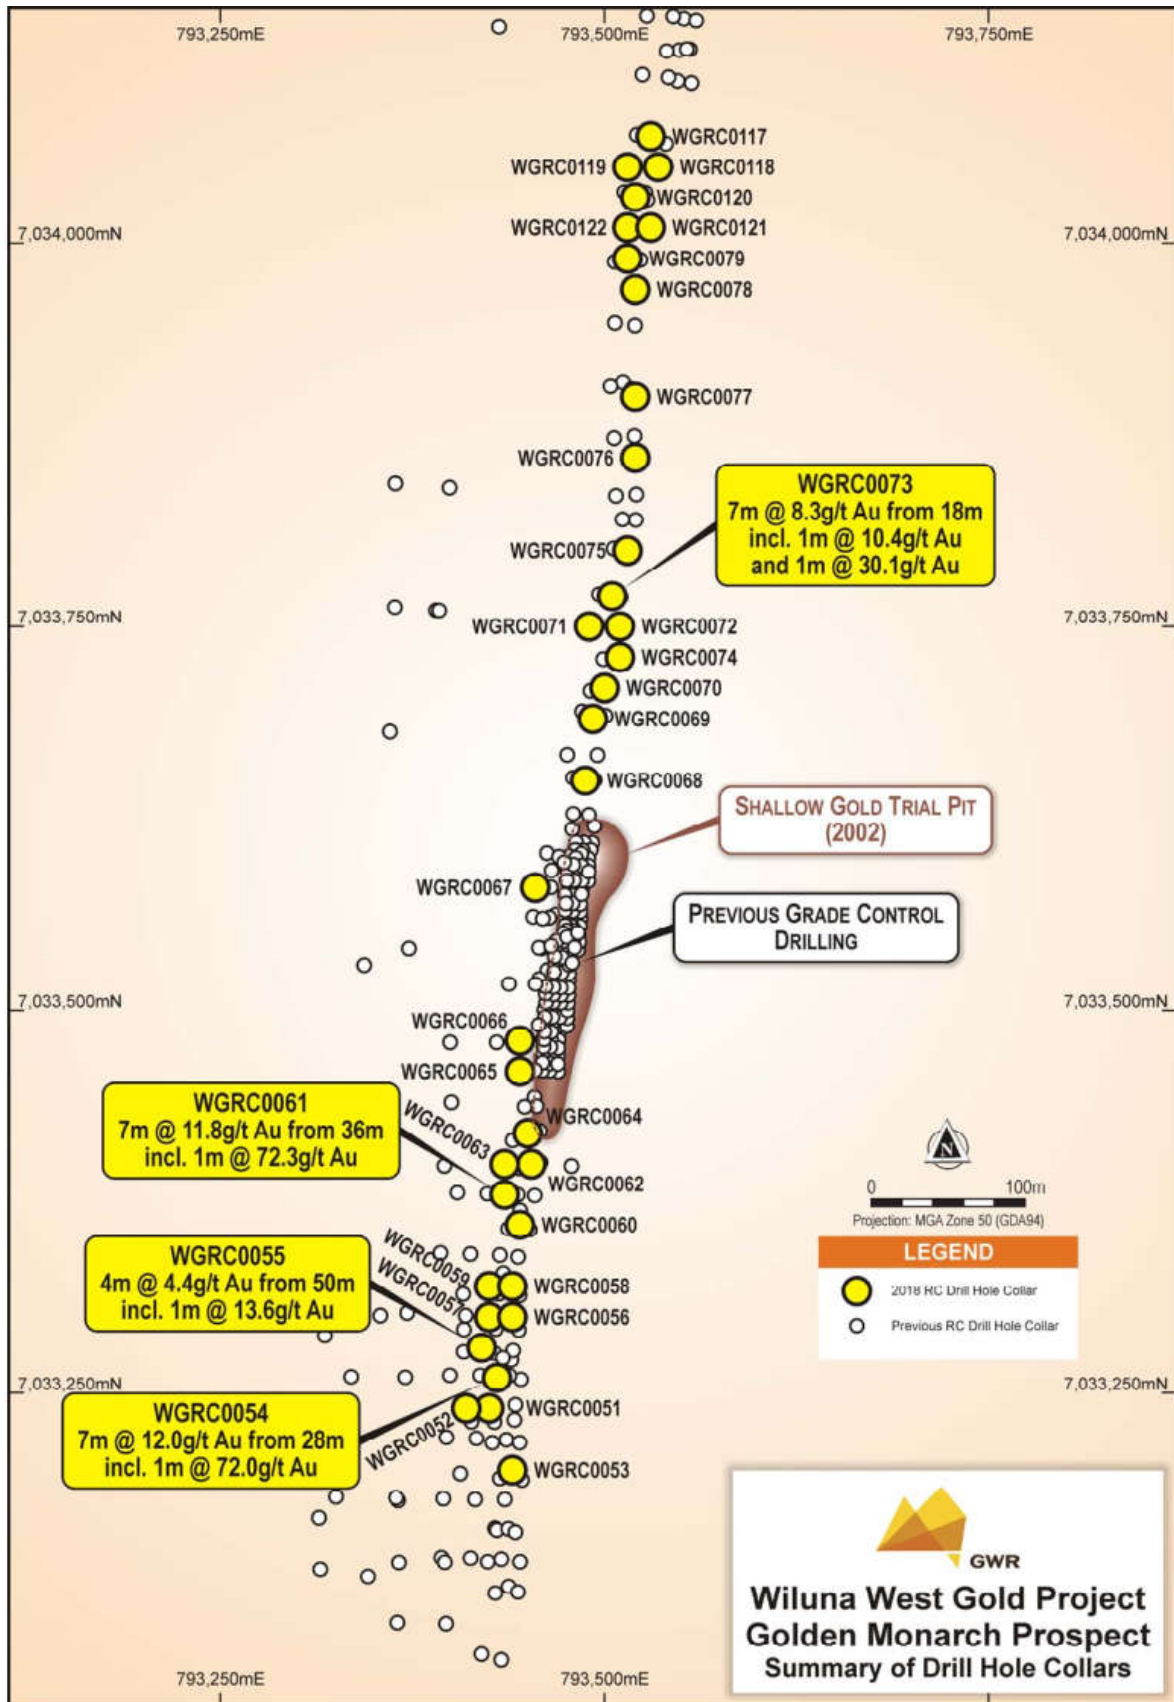 793,250mE 793,500mE 793,750mE
WGRC0117
WGRC0119 WGRC0118
WGRC0120
7,034,000mN WGRC0122 WGRC0121 7,034,000mN
WGRC0079
WGRC0078
WGRC0077
WGRC0076
WGRC0073
7m @ 8.3g/t Au from 18m
incl. 1m @ 10.4g/t Au
and 1m @ 30.1g/t Au
WGRC0075
7,033,750mN WGRC0071 WGRC0072 7,033,750mN
WGRC0074
WGRC0070
WGRC0069
WGRC0068
SHALLOW GOLD TRIAL PIT
(2002)
WGRC0067
PREVIOUS GRADE CONTROL
DRILLING
7,033,500mN 7,033,500mN
WGRC0066
WGRC0065
WGRC0061
7m @ 11.8g/t Au from 36m
incl. 1m @ 72.3g/t Au
WGRC0063
WGRC0064
WGRC0062
WGRC0060
N
0 100m
Projection: MGA Zone 50 (GDA94)
LEGEND
2018 RC Drill Hole Collar
Previous RC Drill Hole Collar
WGRC0055
4m @ 4.4g/t Au from 50m
incl. 1m @ 13.6g/t Au
WGRC0059
WGRC0057
WGRC0058
WGRC0056
7,033,250mN 7,033,250mN
WGRC0054
7m @ 12.0g/t Au from 28m
incl. 1m @ 72.0g/t Au
WGRC0052
WGRC0051
WGRC0053
GWR
Wiluna West Gold Project
Golden Monarch Prospect
Summary of Drill Hole Collars
793,250mE 793,500mE